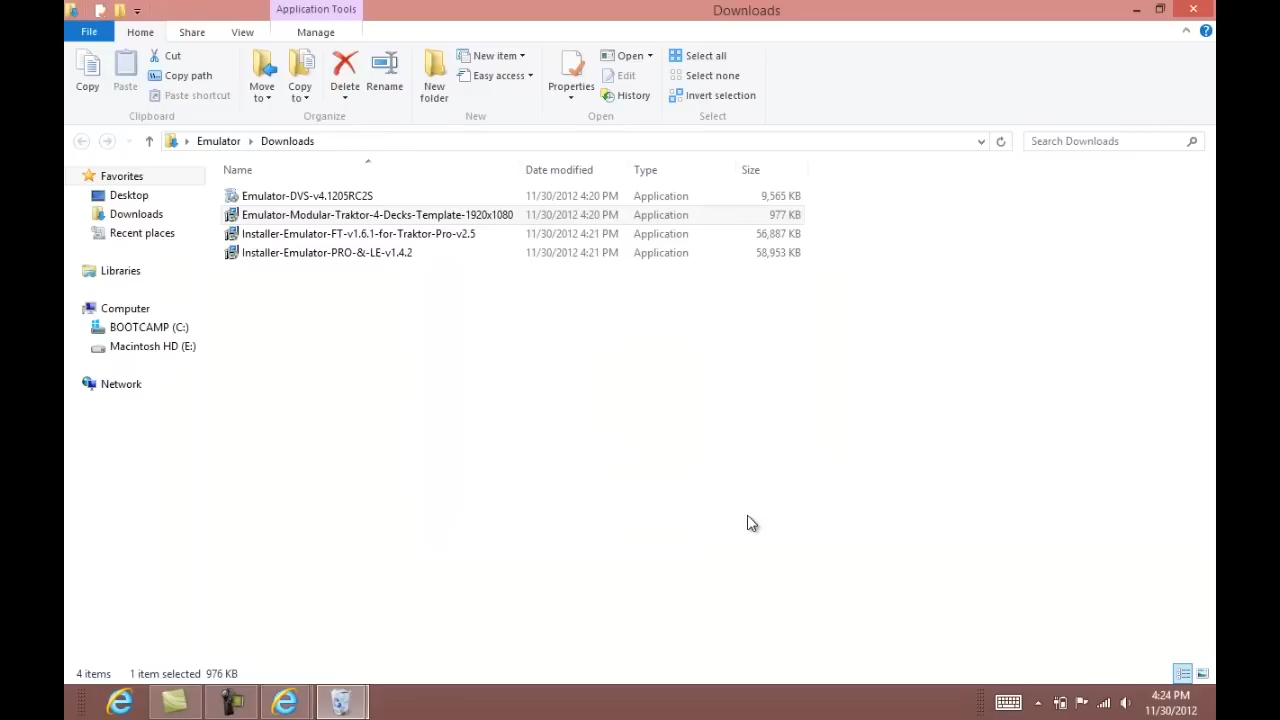 Application Tools
Downloads
File
Home
Share
View
Manage
Copy
Paste
Cut
Copy path
Paste shortcut
Clipboard
Move to
Copy to
Delete
Rename
Organize
New folder
New item
Easy access
New
Properties
Open
Edit
History
Open
Select all
Select none
Invert selection
Select
Emulator
Downloads
Search Downloads
Favorites
Desktop
Downloads
Recent places
Libraries
Computer
BOOTCAMP (C:)
Macintosh HD (E:)
Network
Name Date modified Type Size
Emulator-DVS-v4.1205RC2S 11/30/2012 4:20 PM Application 9,565 KB
Emulator-Modular-Traktor-4-Decks-Template-1920x1080 11/30/2012 4:20 PM Application 977 KB
Installer-Emulator-FT-v1.6.1-for-Traktor-Pro-v2.5 11/30/2012 4:21 PM Application 56,887 KB
Installer-Emulator-PRO-&-LE-v1.4.2 11/30/2012 4:21 PM Application 58,953 KB
4 items 1 item selected 976 KB
4:24 PM
11/30/2012